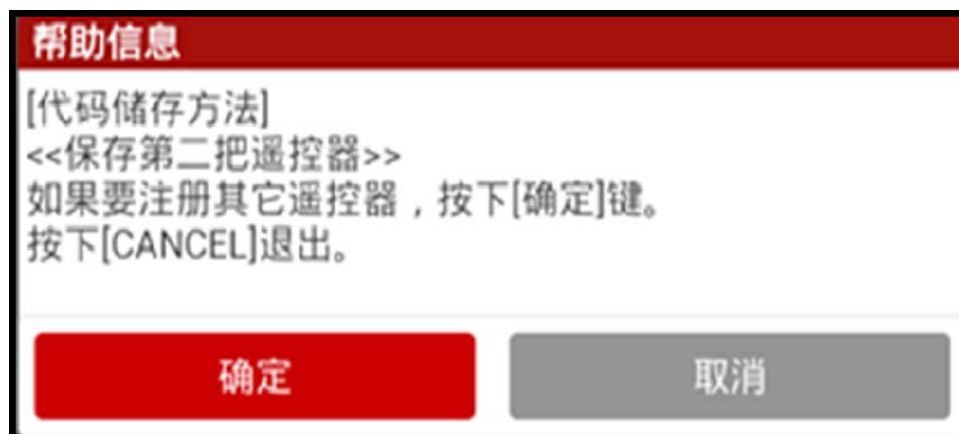 帮助信息
[代码储存方法]
<<保存第二把遥控器>>
如果要注册其它遥控器，按下[确定]键。
按下[CANCEL]退出。
确定
取消